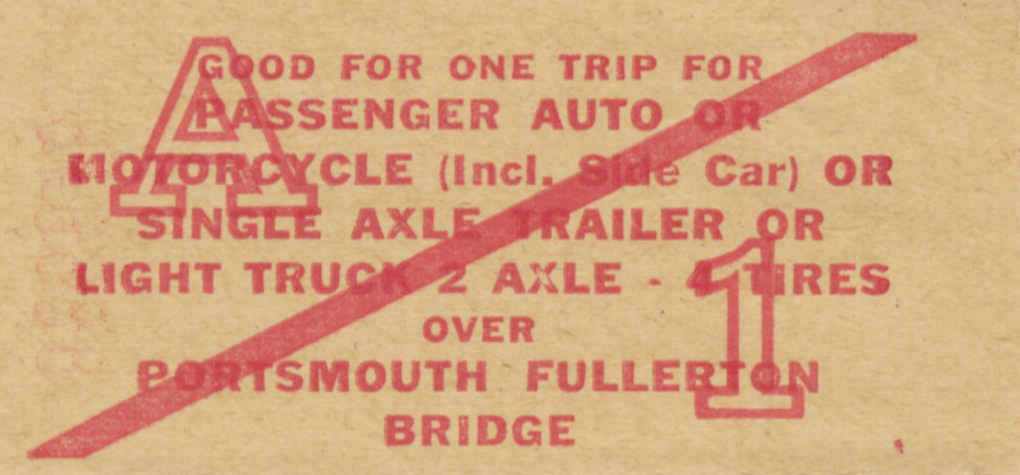 A
GOOD FOR ONE TRIP FOR
PASSENGER AUTO OR
MOTORCYCLE (Incl. Side Car) OR
SINGLE AXLE TRAILER OR
LIGHT TRUCK 2 AXLE - 4 TIRES
OVER
PORTSMOUTH FULLERTON
BRIDGE
1